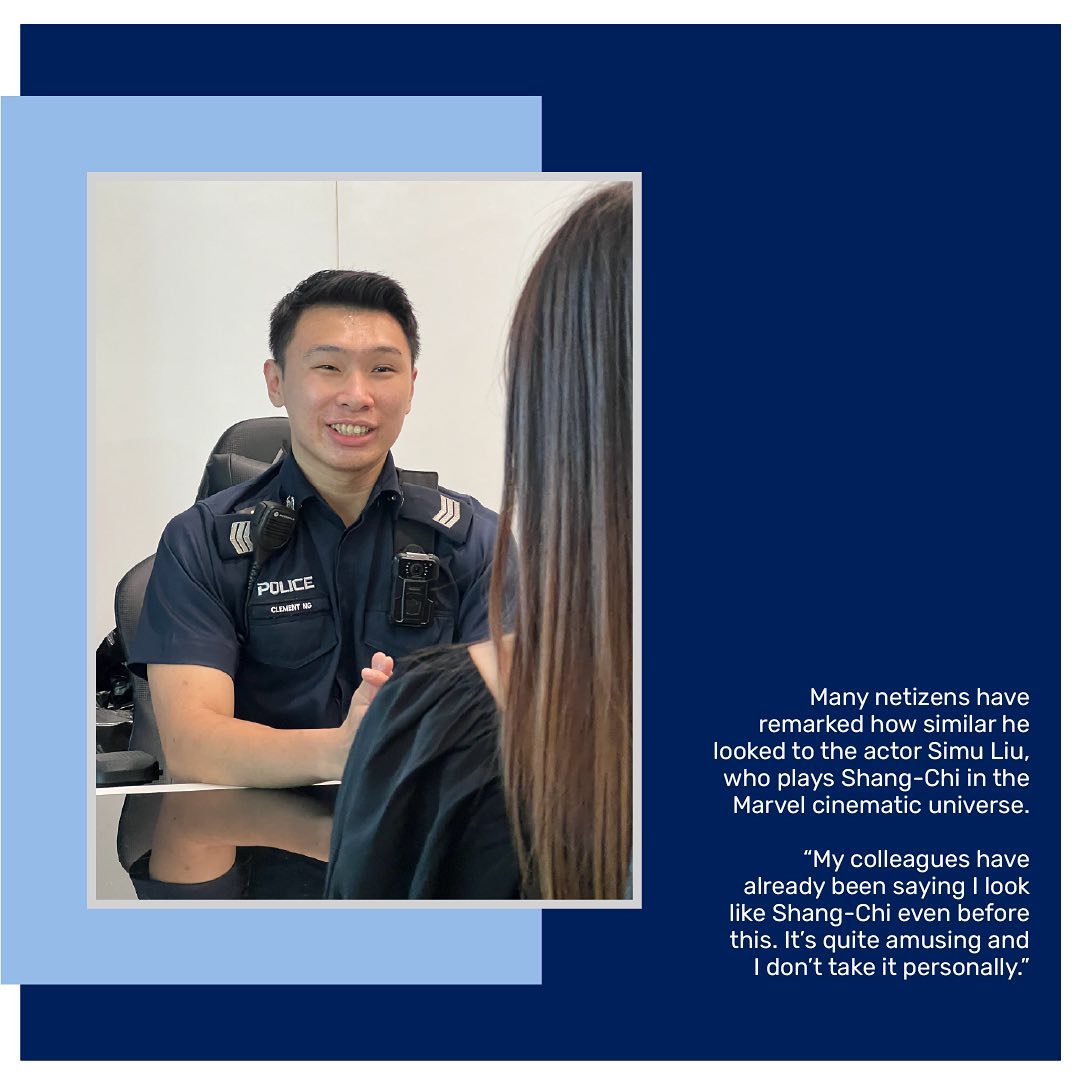 POLICE
CLEMENT NG
Many netizens have
remarked how similar he
looked to the actor Simu Liu,
who plays Shang-Chi in the
Marvel cinematic universe.
“My colleagues have
already been saying I look
like Shang-Chi even before
this. It’s quite amusing and
I don’t take it personally.”